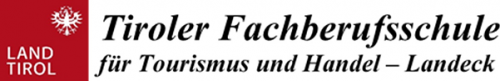 LAND
TIROL
Tiroler Fachberufsschule
für Tourismus und Handel – Landeck